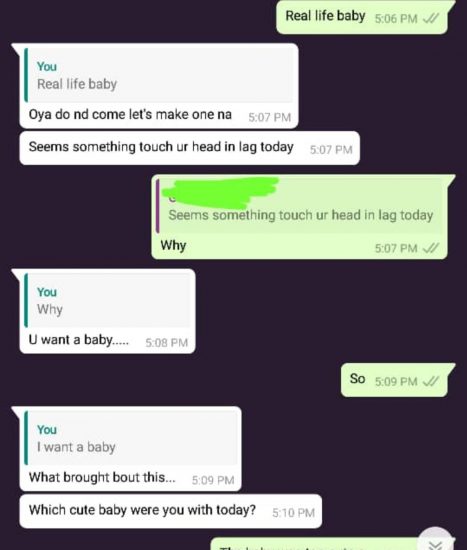 Real life baby 5:06 PM
You
Real life baby
Oya do nd come let's make one na 5:07 PM
Seems something touch ur head in lag today 5:07 PM
Seems something touch ur head in lag today
Why 5:07 PM
You
Why
U want a baby..... 5:08 PM
So 5:09 PM
You
I want a baby
What brought bout this... 5:09 PM
Which cute baby were you with today? 5:10 PM